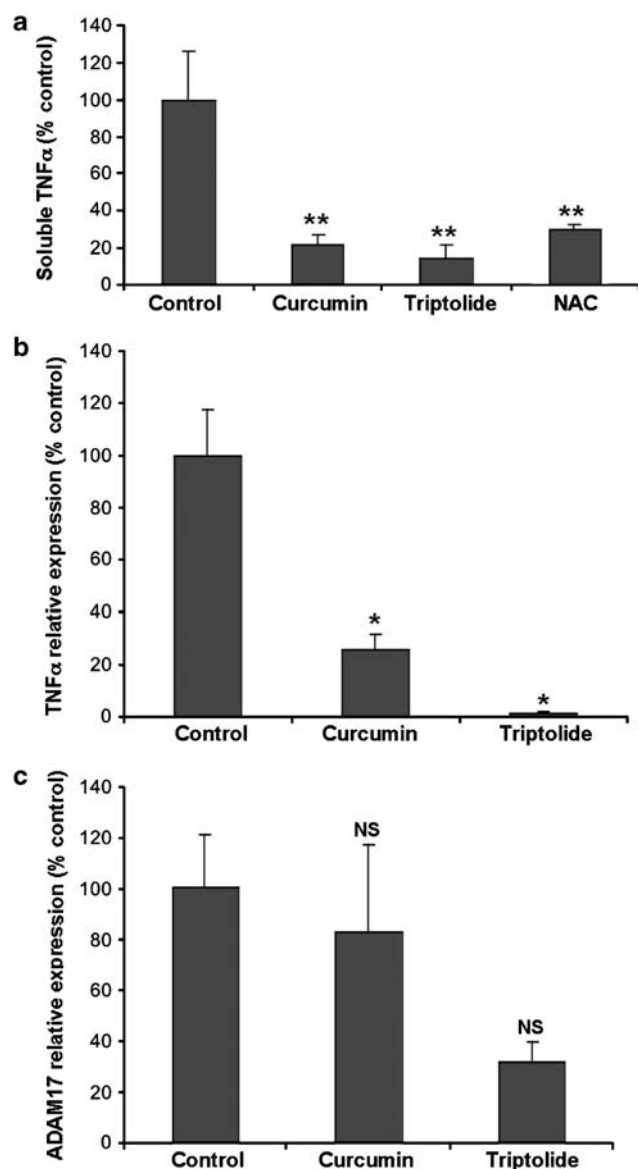 a
Soluble TNFα (% control)
140
120
100
80
60
40
20
0
**
**
**
Control Curcumin Triptolide NAC
b
TNFα relative expression (% control)
140
120
100
80
60
40
20
0
*
*
Control Curcumin Triptolide
c
ADAM17 relative expression (% control)
140
120
100
80
60
40
20
0
NS
NS
Control Curcumin Triptolide